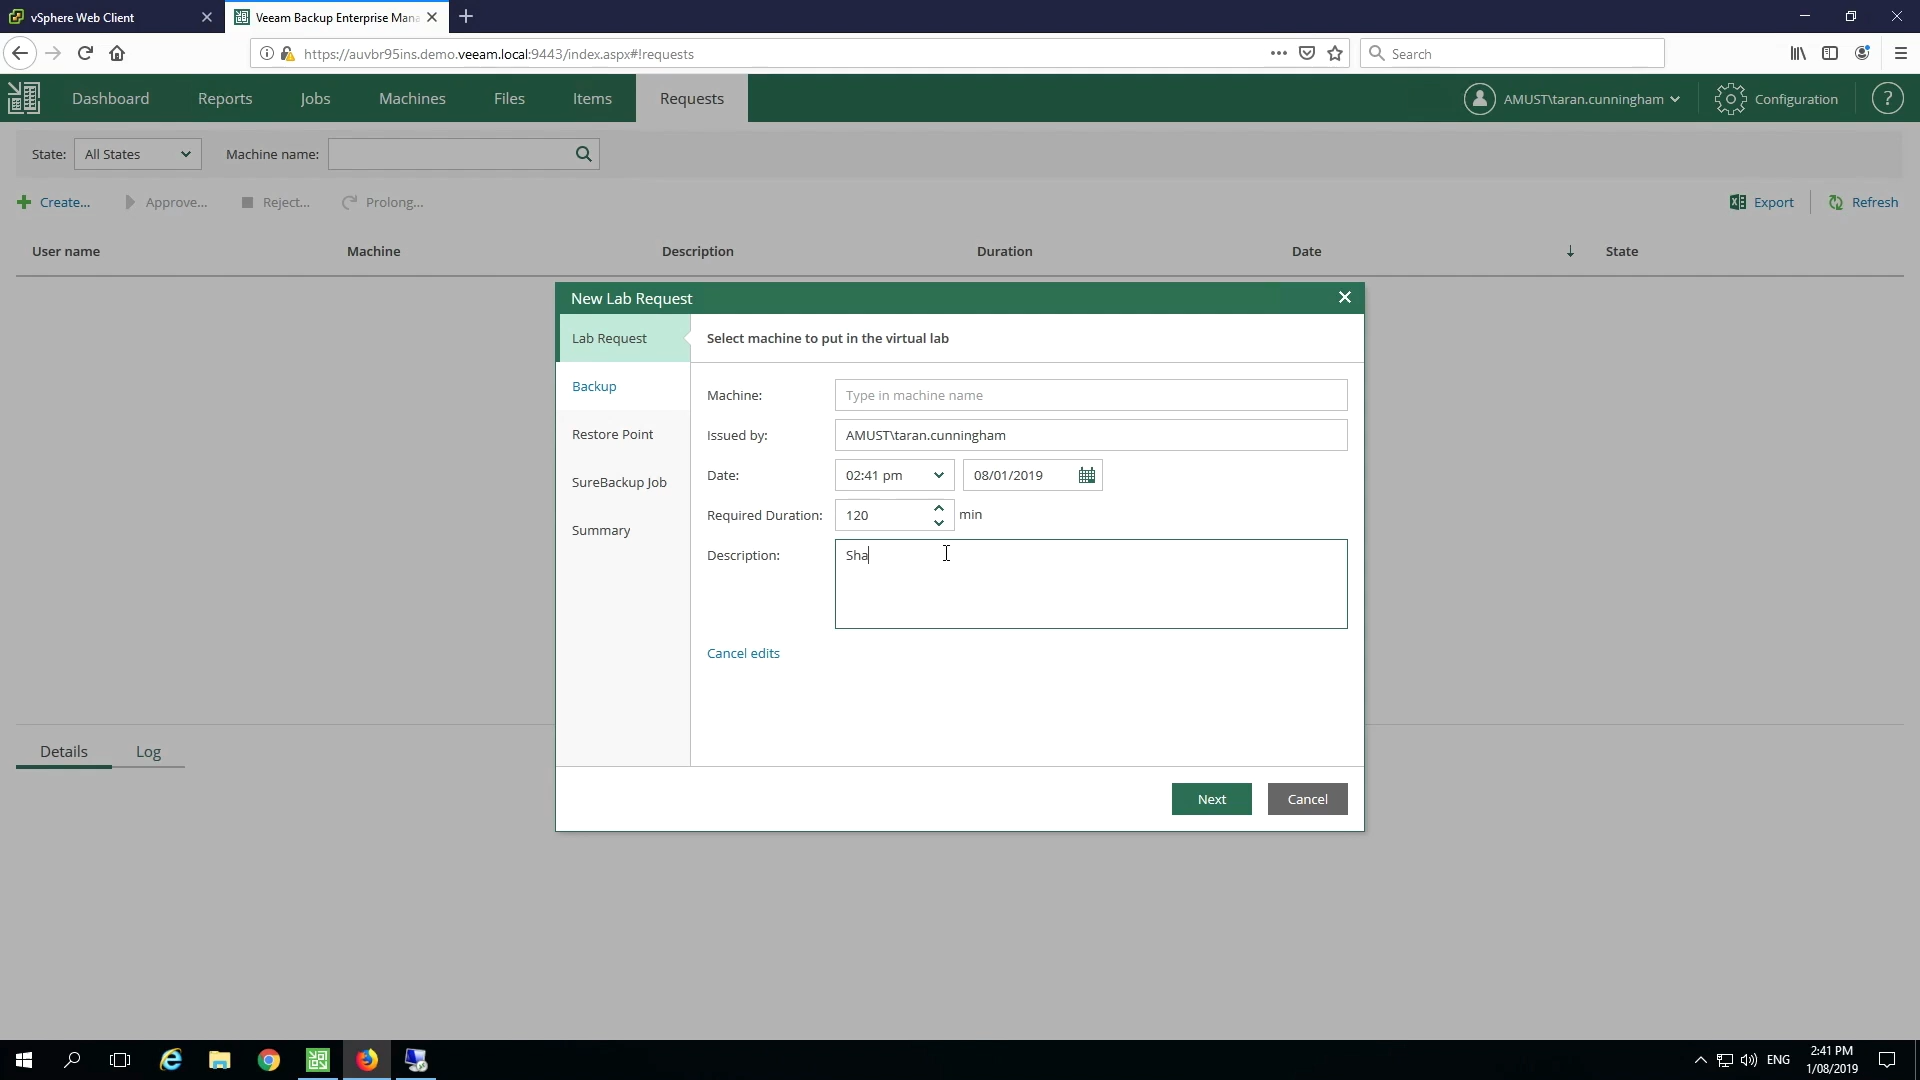 vSphere Web Client
Veeam Backup Enterprise Mana
https://auvbr95ins.demo.veeam.local:9443/index.aspx#!requests
Search
Dashboard Reports Jobs Machines Files Items Requests
AMUST\taran.cunningham Configuration ?
State: All States Machine name:
Create... Approve... Reject... Prolong...
Export Refresh
User name Machine Description Duration Date State
New Lab Request
Lab Request
Backup
Restore Point
SureBackup Job
Summary
Select machine to put in the virtual lab
Machine: Type in machine name
Issued by: AMUST\taran.cunningham
Date: 02:41 pm 08/01/2019
Required Duration: 120 min
Description: Sha
Cancel edits
Next Cancel
Details Log
ENG
2:41 PM
1/08/2019